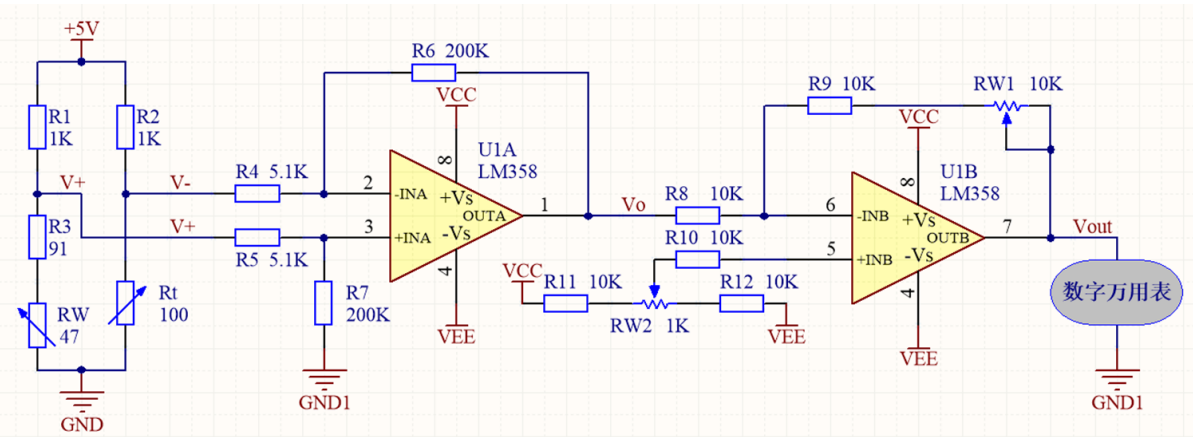 +5V
R1
1K
R2
1K
V+
V-
V+
R3
91
RW
47
Rt
100
GND
R4 5.1K
R5 5.1K
R6 200K
R7
200K
GND1
VCC
8
U1A
LM358
2
-INA
+Vs
OUTA
1
3
+INA
-Vs
4
VEE
Vo
R8 10K
R10 10K
VCC
R11 10K
RW2 1K
R12 10K
VEE
R9 10K
RW1 10K
VCC
8
U1B
LM358
6
-INB
+Vs
OUTB
7
5
+INB
-Vs
4
VEE
Vout
数字万用表
GND1